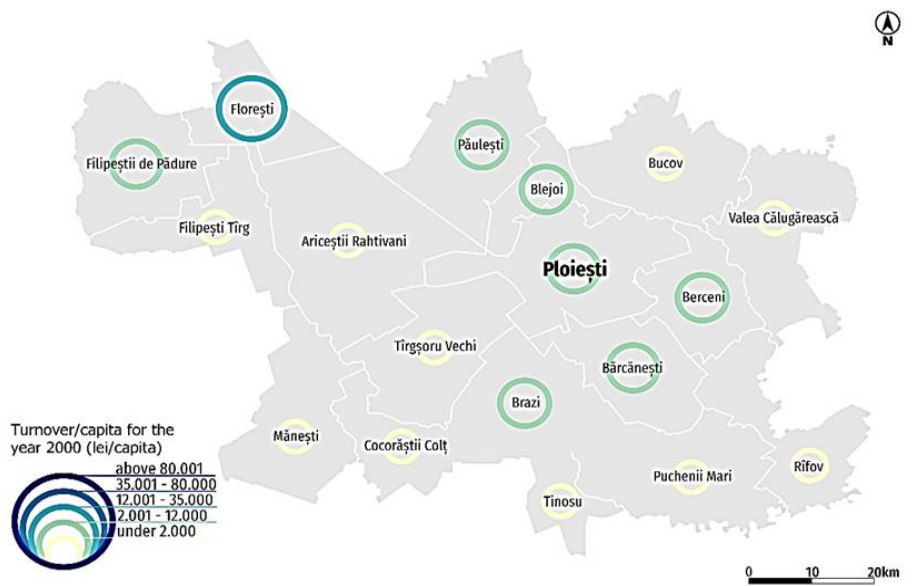 N
Florești
Păulești
Filipeștii de Pădure
Bucov
Blejoi
Valea Călugărească
Filipești Tîrg
Ariceștii Rahtivani
Ploiești
Berceni
Tîrgșoru Vechi
Bărcănești
Brazi
Mănești
Cocorăștii Colț
Rîfov
Puchenii Mari
Tinosu
Turnover/capita for the
year 2000 (lei/capita)
above 80.001
35.001 - 80.000
12.001 - 35.000
2.001 - 12.000
under 2.000
0 10 20km